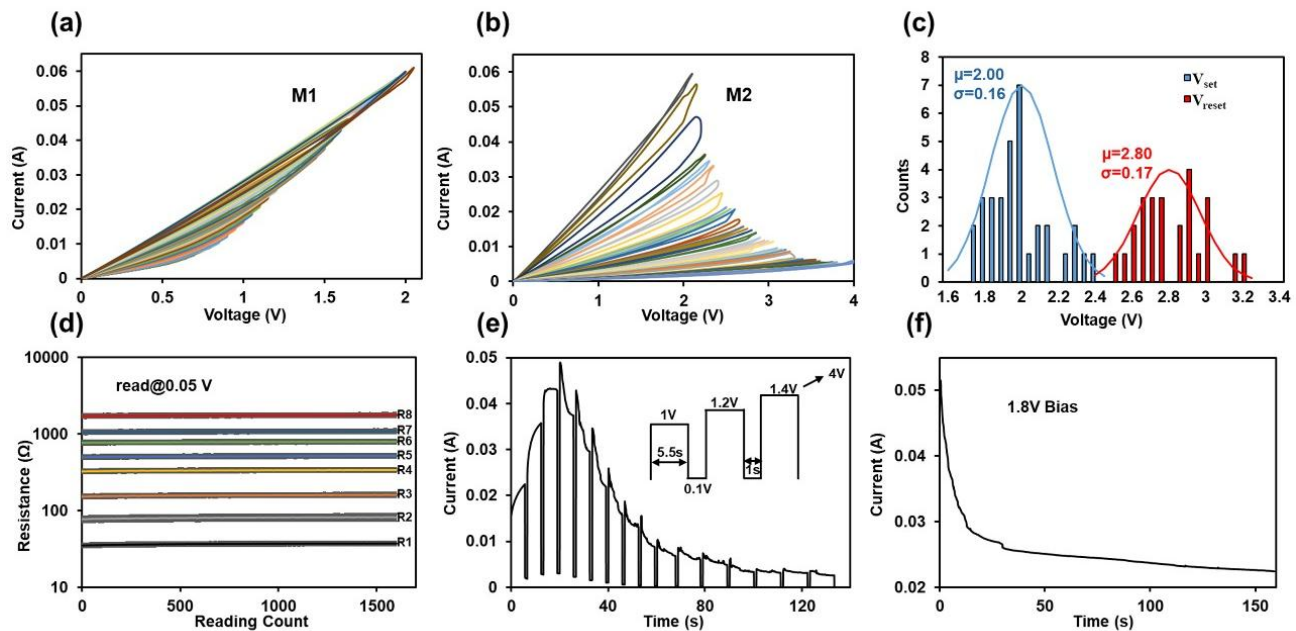 (a)
M1
0.06
0.05
0.04
0.03
0.02
0.01
0
Current (A)
0
0.5
1
1.5
2
Voltage (V)
(b)
M2
0.06
0.05
0.04
0.03
0.02
0.01
0
Current (A)
0
1
2
3
4
Voltage (V)
(c)
8
7
6
5
4
3
2
1
0
Counts
μ=2.00
σ=0.16
μ=2.80
σ=0.17
Vset
Vreset
1.6
1.8
2
2.2
2.4
2.6
2.8
3
3.2
3.4
Voltage (V)
(d)
10000
1000
100
10
Resistance (Ω)
read@0.05 V
R8
R7
R6
R5
R4
R3
R2
R1
0
500
1000
1500
Reading Count
(e)
0.05
0.04
0.03
0.02
0.01
0
Current (A)
1V
1.2V
1.4V
4V
5.5s
0.1V
1s
0
40
80
120
Time (s)
(f)
0.05
0.04
0.03
0.02
Current (A)
1.8V Bias
0
50
100
150
Time (s)